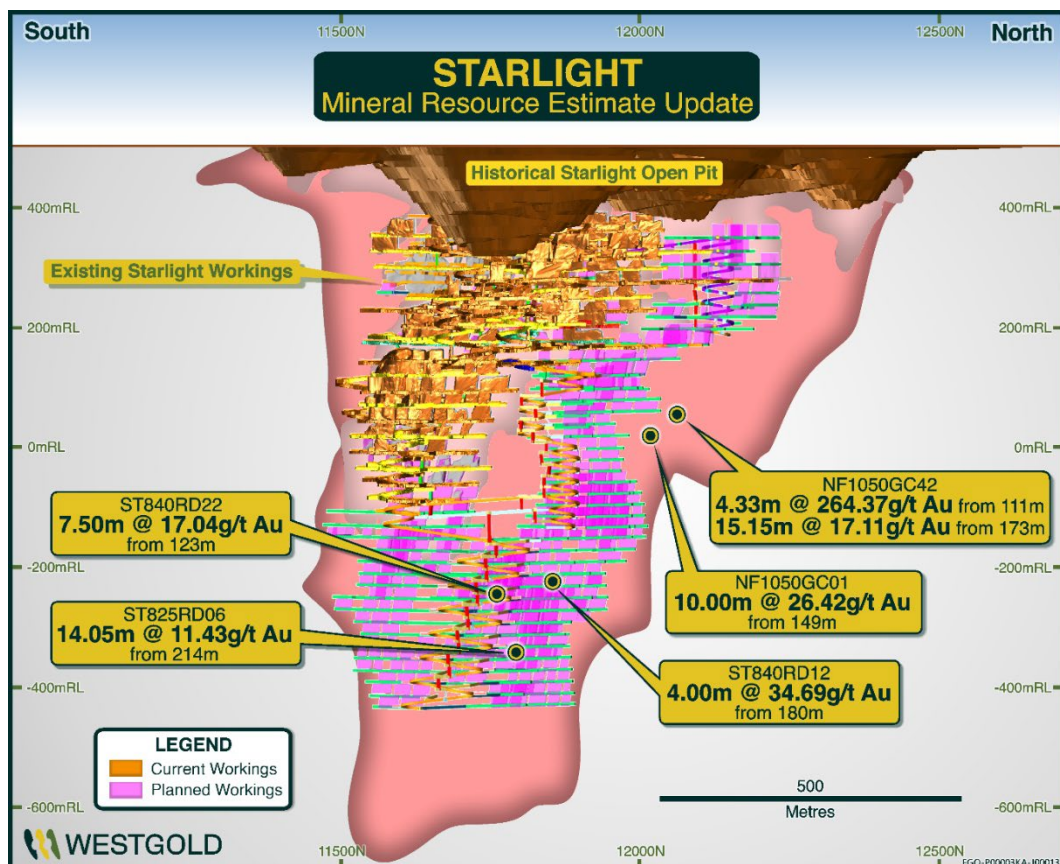 South
11500N
12000N
12500N
North
STARLIGHT
Mineral Resource Estimate Update
Historical Starlight Open Pit
400mRL
400mRL
Existing Starlight Workings
200mRL
200mRL
0mRL
0mRL
ST840RD22
7.50m @ 17.04g/t Au
from 123m
NF1050GC42
4.33m @ 264.37g/t Au from 111m
15.15m @ 17.11g/t Au from 173m
-200mRL
-200mRL
NF1050GC01
10.00m @ 26.42g/t Au
from 149m
ST825RD06
14.05m @ 11.43g/t Au
from 214m
ST840RD12
4.00m @ 34.69g/t Au
from 180m
-400mRL
-400mRL
LEGEND
Current Workings
Planned Workings
500
Metres
-600mRL
-600mRL
WESTGOLD
11500N
12000N
12500N